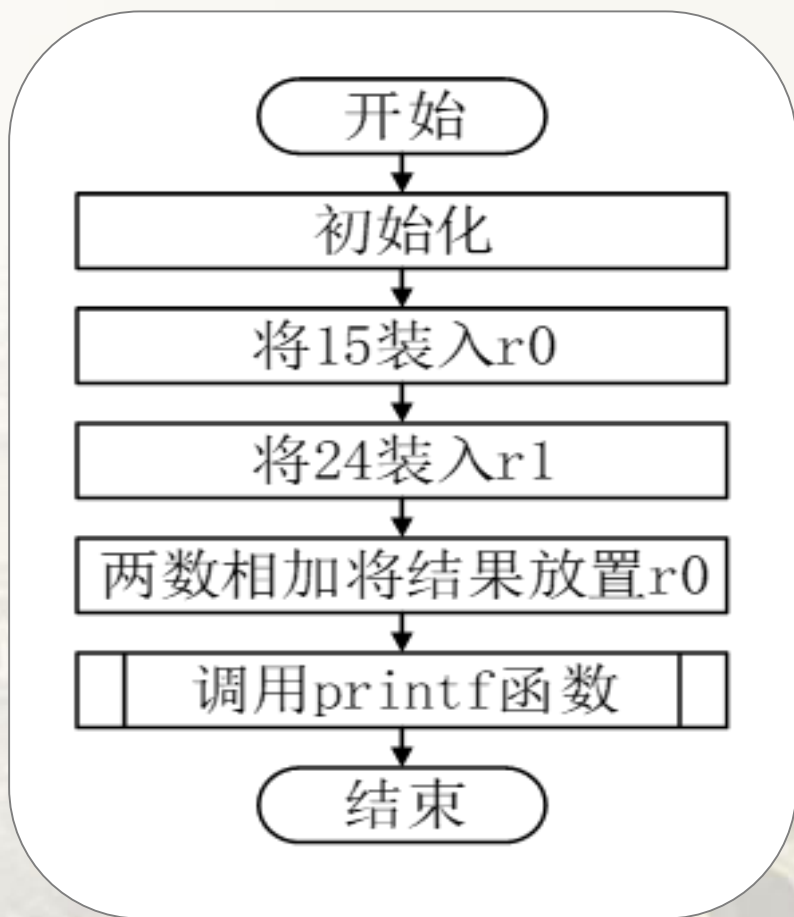 开始
初始化
将15装入r0
将24装入r1
两数相加将结果放置r0
调用printf函数
结束